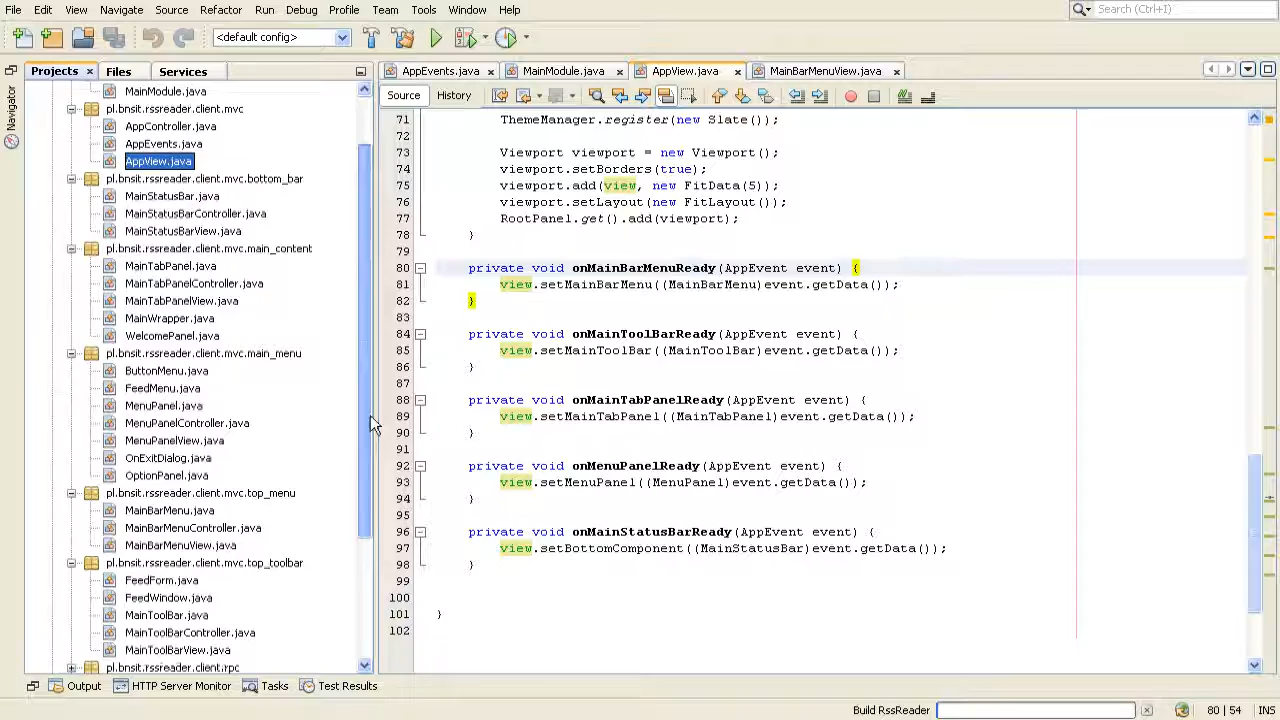 File Edit View Navigate Source Refactor Run Debug Profile Team Tools Window Help
Search (Ctrl+I)
<default config>
Projects Files Services
AppEvents.java MainModule.java AppView.java MainBarMenuView.java
Navigator
Source History
MainModule.java
pl.bnsit.rssreader.client.mvc
AppController.java
AppEvents.java
AppView.java
pl.bnsit.rssreader.client.mvc.bottom_bar
MainStatusBar.java
MainStatusBarController.java
MainStatusBarView.java
pl.bnsit.rssreader.client.mvc.main_content
MainTabPanel.java
MainTabPanelController.java
MainTabPanelView.java
MainWrapper.java
WelcomePanel.java
pl.bnsit.rssreader.client.mvc.main_menu
ButtonMenu.java
FeedMenu.java
MenuPanel.java
MenuPanelController.java
MenuPanelView.java
OnExitDialog.java
OptionPanel.java
pl.bnsit.rssreader.client.mvc.top_menu
MainBarMenu.java
MainBarMenuController.java
MainBarMenuView.java
pl.bnsit.rssreader.client.mvc.top_toolbar
FeedForm.java
FeedWindow.java
MainToolBar.java
MainToolBarController.java
MainToolBarView.java
pl.bnsit.rssreader.client.rpc
71 ThemeManager.register(new Slate());
72
73 Viewport viewport = new Viewport();
74 viewport.setBorders(true);
75 viewport.add(view, new FitData(5));
76 viewport.setLayout(new FitLayout());
77 RootPanel.get().add(viewport);
78 }
79
80 private void onMainBarMenuReady(AppEvent event) {
81 view.setMainBarMenu((MainBarMenu)event.getData());
82 }
83
84 private void onMainToolBarReady(AppEvent event) {
85 view.setMainToolBar((MainToolBar)event.getData());
86 }
87
88 private void onMainTabPanelReady(AppEvent event) {
89 view.setMainTabPanel((MainTabPanel)event.getData());
90 }
91
92 private void onMenuPanelReady(AppEvent event) {
93 view.setMenuPanel((MenuPanel)event.getData());
94 }
95
96 private void onMainStatusBarReady(AppEvent event) {
97 view.setBottomComponent((MainStatusBar)event.getData());
98 }
99
100
101 }
102
Output HTTP Server Monitor Tasks Test Results
Build RssReader 80 | 54 INS